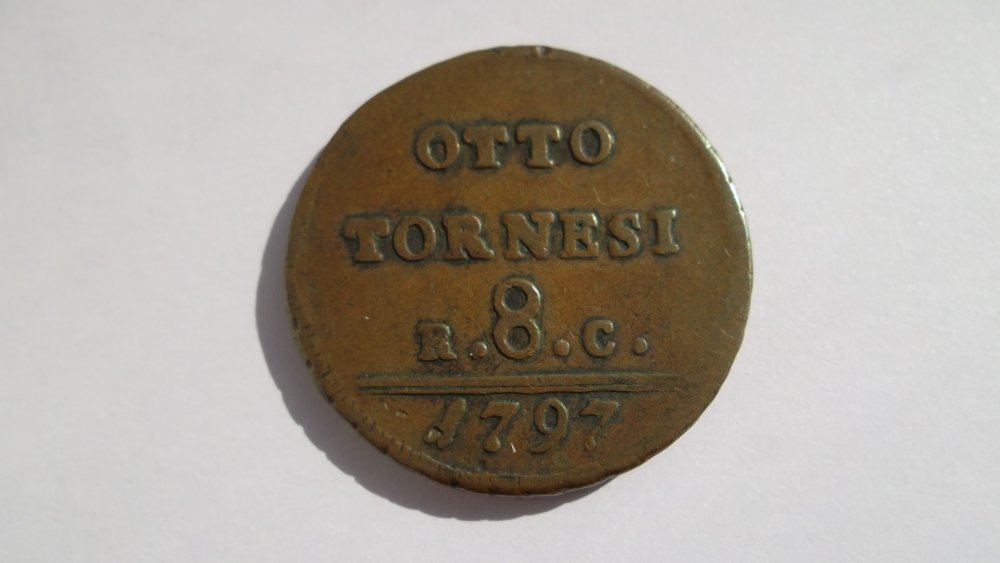 OTTO
TORNESI
R.8.C.
1797